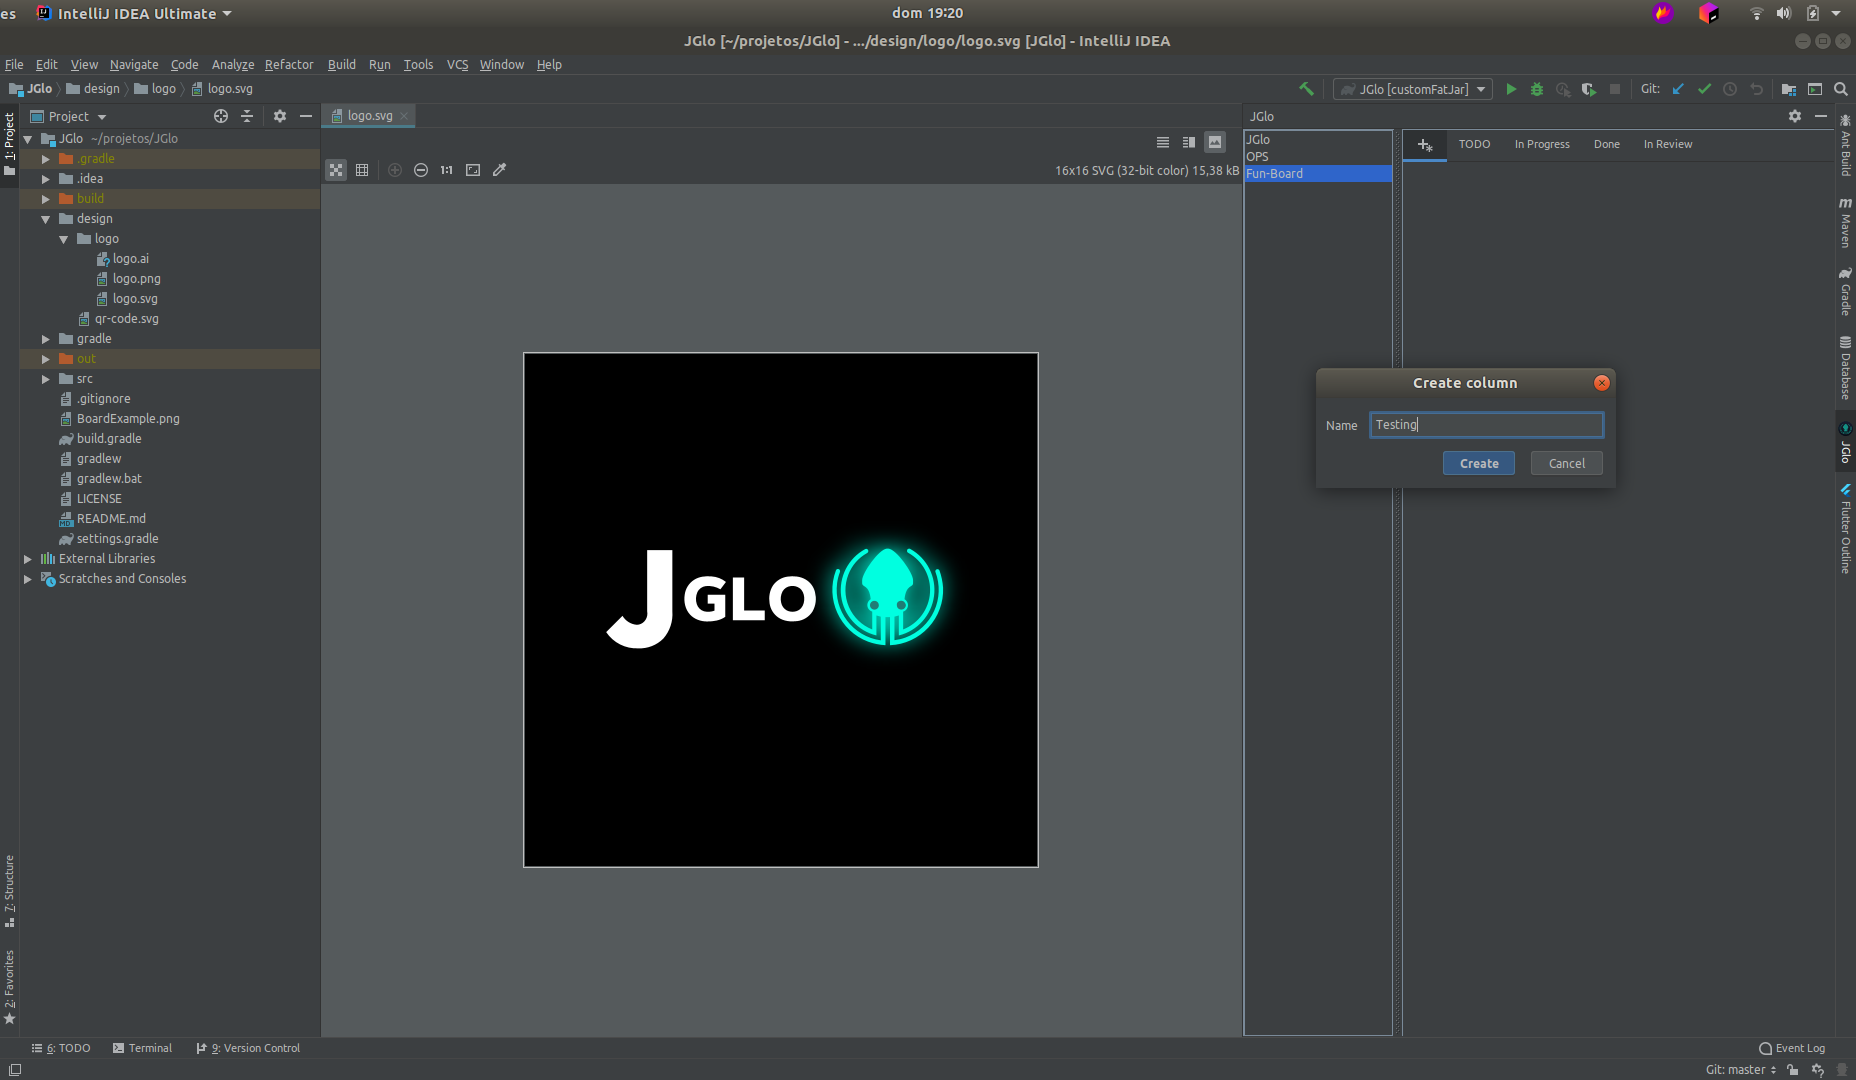 es IntelliJ IDEA Ultimate dom 19:20
JGlo [~/projetos/JGlo] - .../design/logo/logo.svg [JGlo] - IntelliJ IDEA
File Edit View Navigate Code Analyze Refactor Build Run Tools VCS Window Help
JGlo design logo logo.svg JGlo [customFatJar] Git:
1: Project
7: Structure
2: Favorites
Project
JGlo ~/projetos/JGlo
.gradle
.idea
build
design
logo
logo.ai
logo.png
logo.svg
qr-code.svg
gradle
out
src
.gitignore
BoardExample.png
build.gradle
gradlew
gradlew.bat
LICENSE
README.md
settings.gradle
External Libraries
Scratches and Consoles
logo.svg
1:1 16x16 SVG (32-bit color) 15,38 kB
JGLO
JGlo
JGlo
OPS
Fun-Board
TODO In Progress Done In Review
Create column
Name Testing
Create Cancel
Ant Build
Maven
Gradle
Database
JGlo
Flutter Outline
6: TODO Terminal 9: Version Control Event Log
Git: master